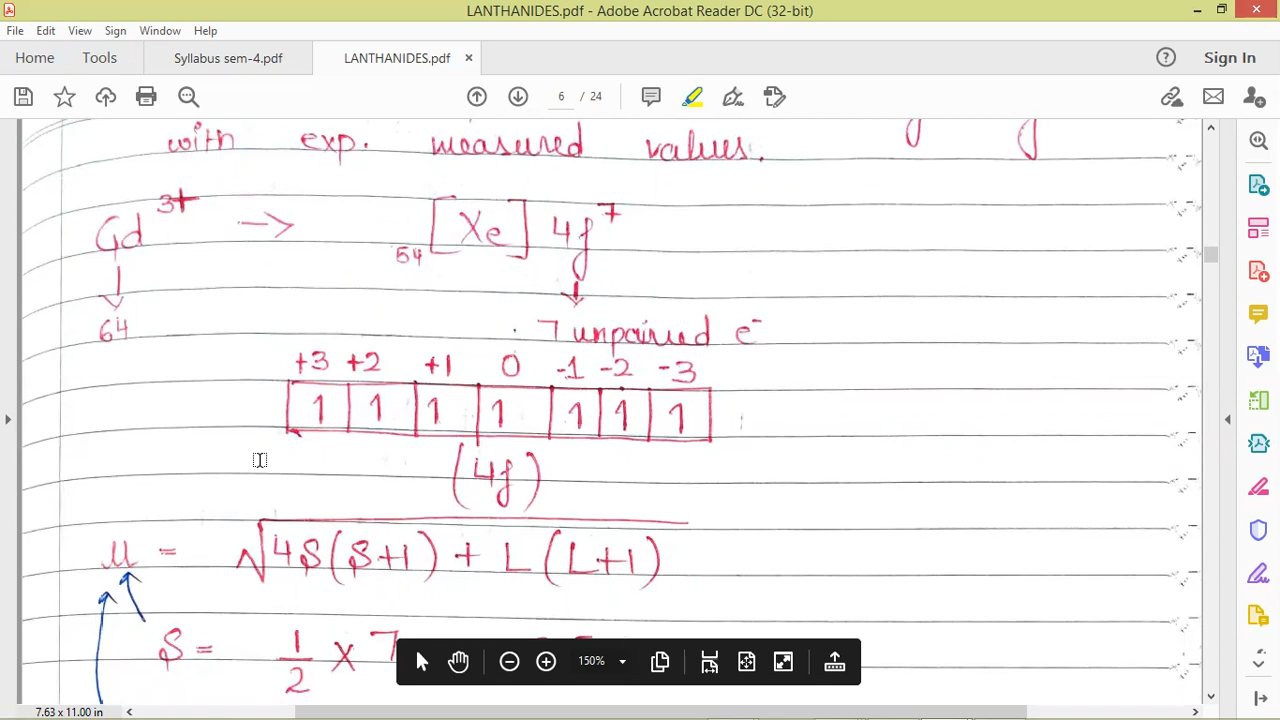 LANTHANIDES.pdf - Adobe Acrobat Reader DC (32-bit)
File Edit View Sign Window Help
Home Tools Syllabus sem-4.pdf LANTHANIDES.pdf × Sign In
6 / 24
with exp. measured values.
Gd³⁺ → ₅₄[Xe] 4f⁷
64
7 unpaired e⁻
+3 +2 +1 0 -1 -2 -3
1 1 1 1 1 1 1
(4f)
μ = √4S(S+1) + L(L+1)
S = 1/2 × 7
150%
7.63 x 11.00 in